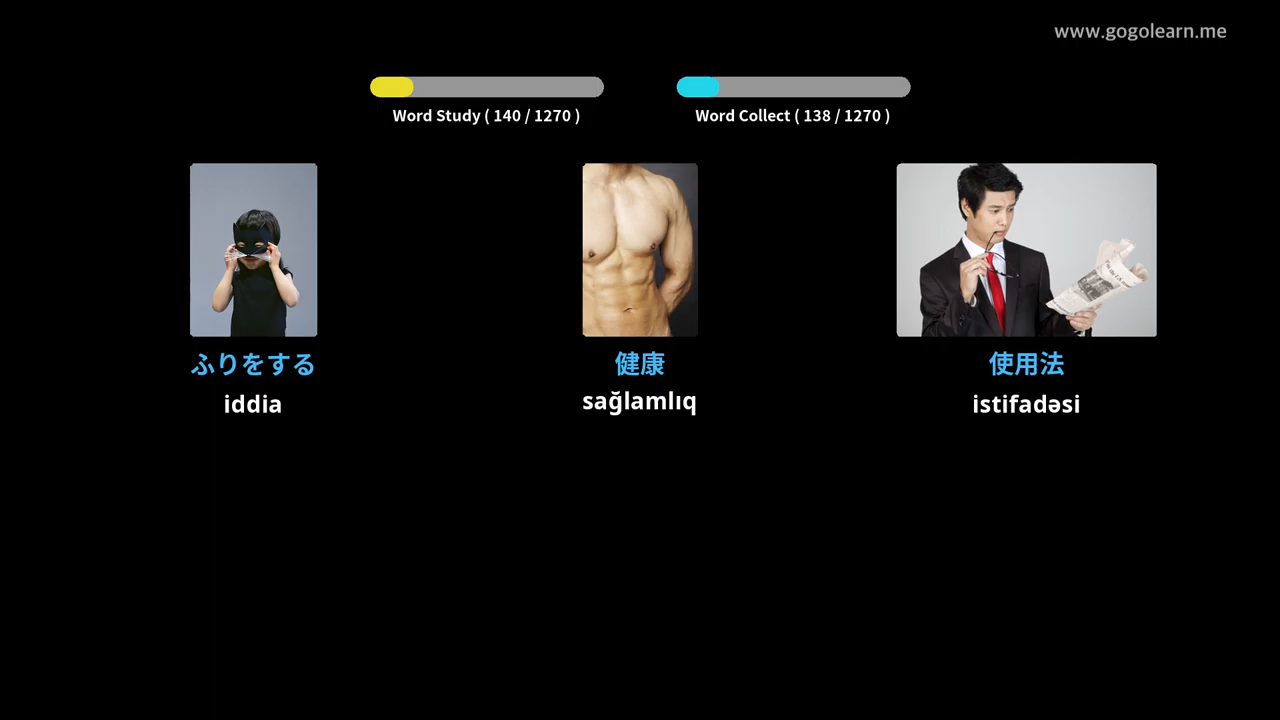 www.gogolearn.me
Word Study ( 140 / 1270 )
Word Collect ( 138 / 1270 )
ふりをする
iddia
健康
sağlamlıq
使用法
istifadəsi